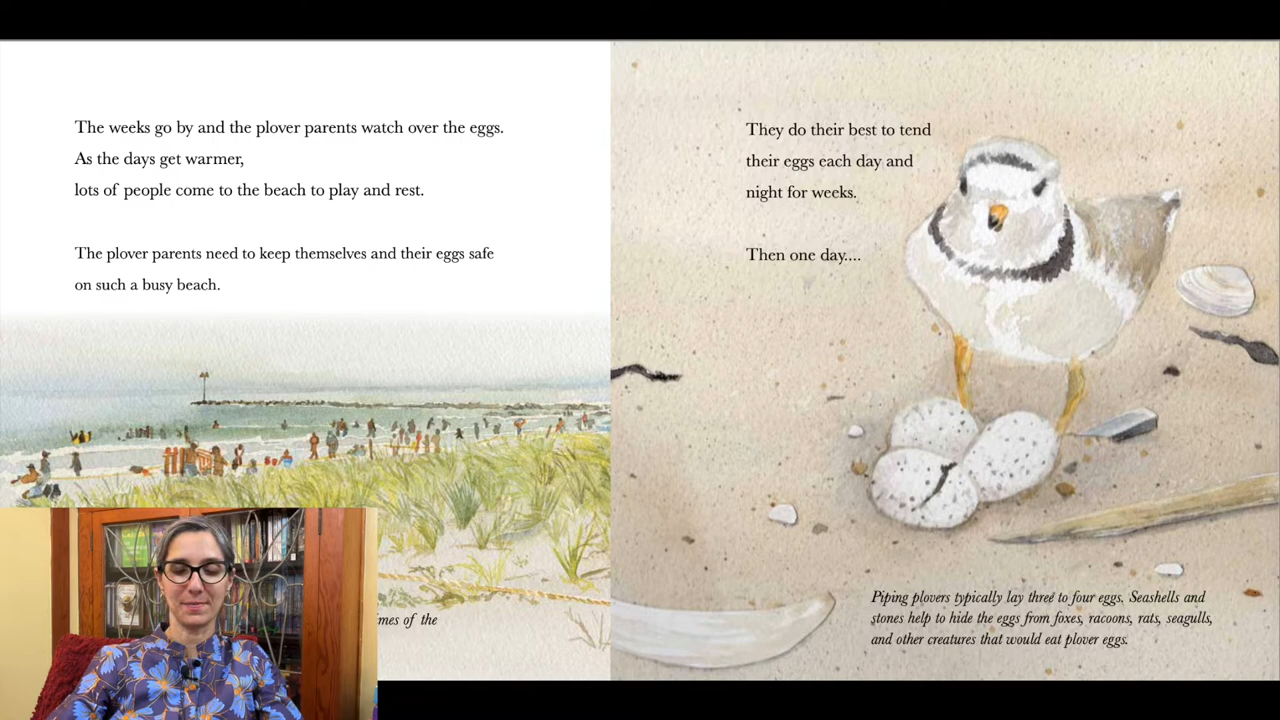 The weeks go by and the plover parents watch over the eggs.
As the days get warmer,
lots of people come to the beach to play and rest.
The plover parents need to keep themselves and their eggs safe
on such a busy beach.
of the
They do their best to tend
their eggs each day and
night for weeks.
Then one day....
Piping plovers typically lay three to four eggs. Seashells and
stones help to hide the eggs from foxes, racoons, rats, seagulls,
and other creatures that would eat plover eggs.